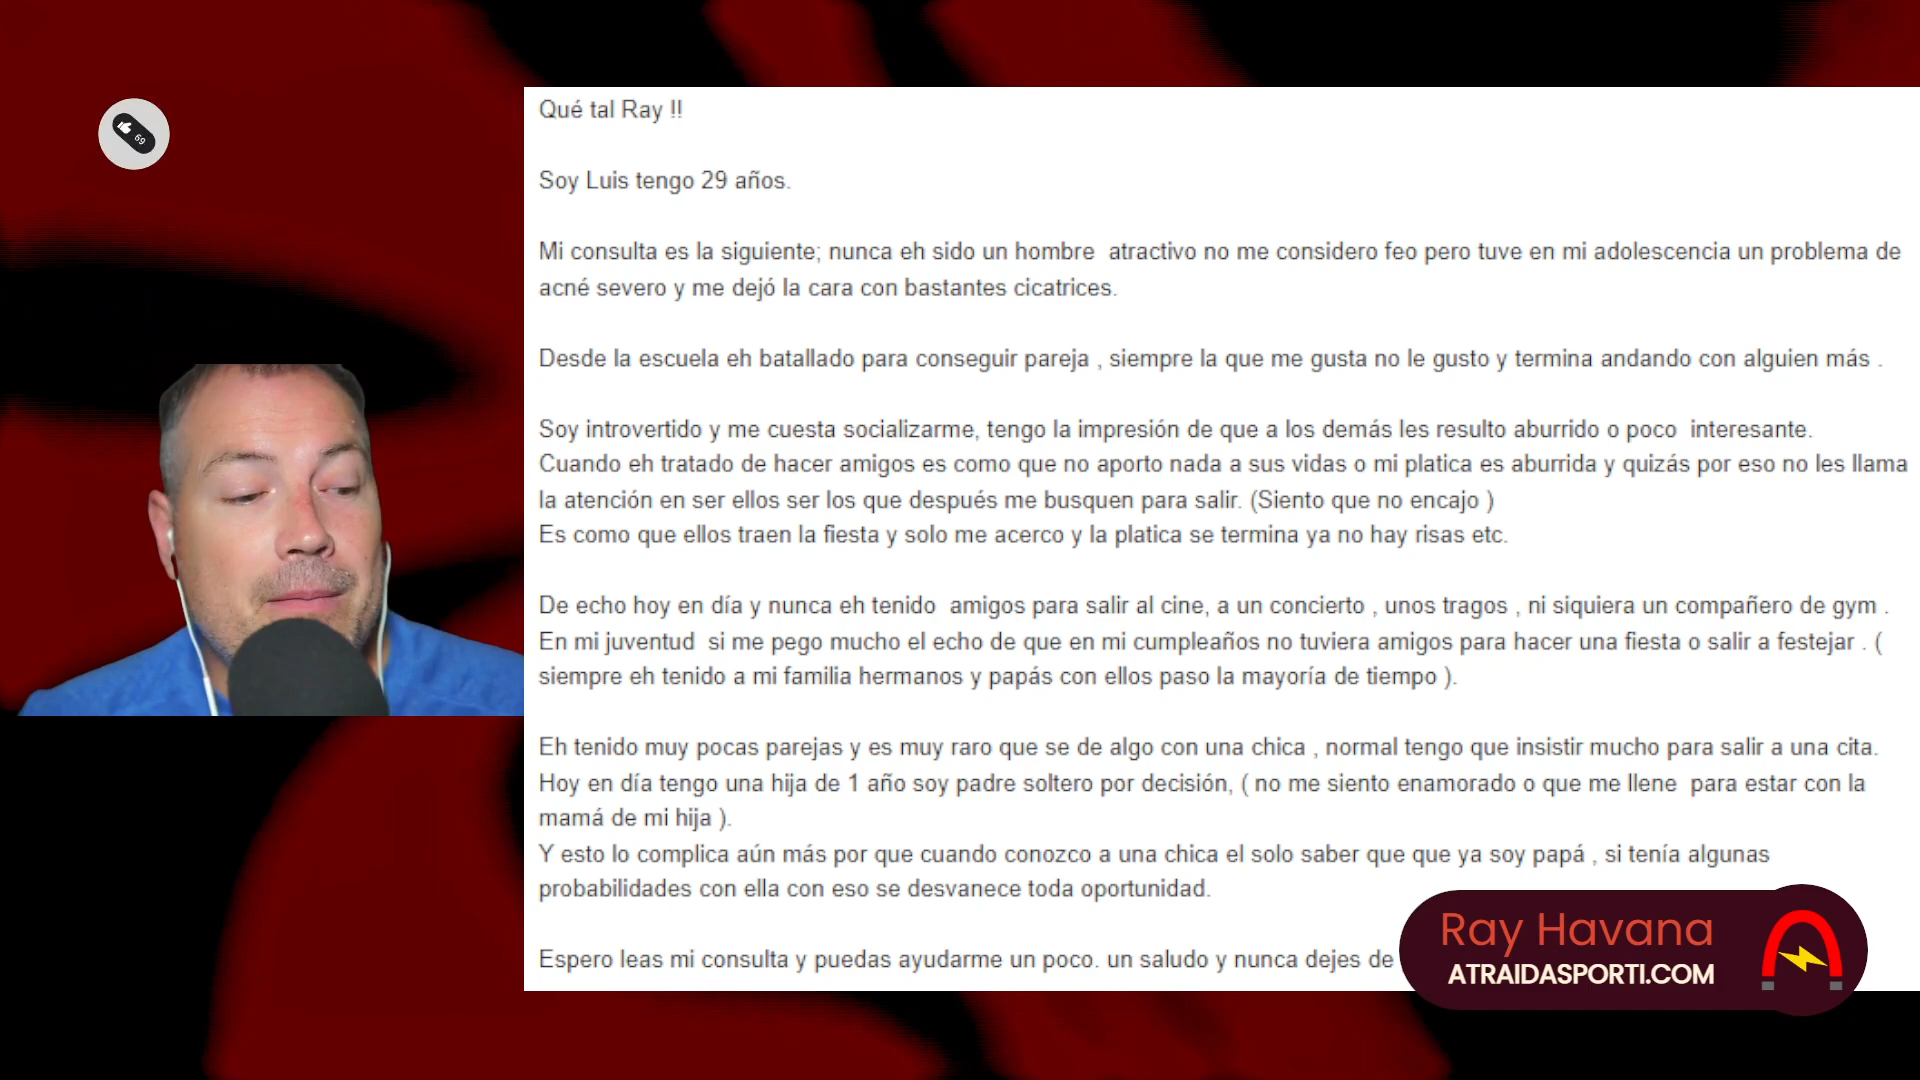 69
Qué tal Ray !!
Soy Luis tengo 29 años.
Mi consulta es la siguiente; nunca eh sido un hombre  atractivo no me considero feo pero tuve en mi adolescencia un problema de
acné severo y me dejó la cara con bastantes cicatrices.
Desde la escuela eh batallado para conseguir pareja , siempre la que me gusta no le gusto y termina andando con alguien más .
Soy introvertido y me cuesta socializarme, tengo la impresión de que a los demás les resulto aburrido o poco  interesante.
Cuando eh tratado de hacer amigos es como que no aporto nada a sus vidas o mi platica es aburrida y quizás por eso no les llama
la atención en ser ellos ser los que después me busquen para salir. (Siento que no encajo )
Es como que ellos traen la fiesta y solo me acerco y la platica se termina ya no hay risas etc.
De echo hoy en día y nunca eh tenido  amigos para salir al cine, a un concierto , unos tragos , ni siquiera un compañero de gym .
En mi juventud  si me pego mucho el echo de que en mi cumpleaños no tuviera amigos para hacer una fiesta o salir a festejar . (
siempre eh tenido a mi familia hermanos y papás con ellos paso la mayoría de tiempo ).
Eh tenido muy pocas parejas y es muy raro que se de algo con una chica , normal tengo que insistir mucho para salir a una cita.
Hoy en día tengo una hija de 1 año soy padre soltero por decisión, ( no me siento enamorado o que me llene  para estar con la
mamá de mi hija ).
Y esto lo complica aún más por que cuando conozco a una chica el solo saber que que ya soy papá , si tenía algunas
probabilidades con ella con eso se desvanece toda oportunidad.
Espero leas mi consulta y puedas ayudarme un poco. un saludo y nunca dejes de
Ray Havana
ATRAIDASPORTI.COM